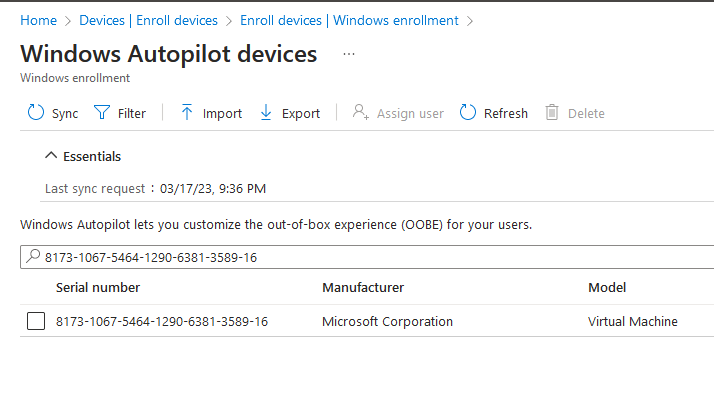 Home > Devices | Enroll devices > Enroll devices | Windows enrollment >
Windows Autopilot devices ...
Windows enrollment
Sync Filter Import Export Assign user Refresh Delete
Essentials
Last sync request : 03/17/23, 9:36 PM
Windows Autopilot lets you customize the out-of-box experience (OOBE) for your users.
8173-1067-5464-1290-6381-3589-16
Serial number Manufacturer Model
8173-1067-5464-1290-6381-3589-16 Microsoft Corporation Virtual Machine